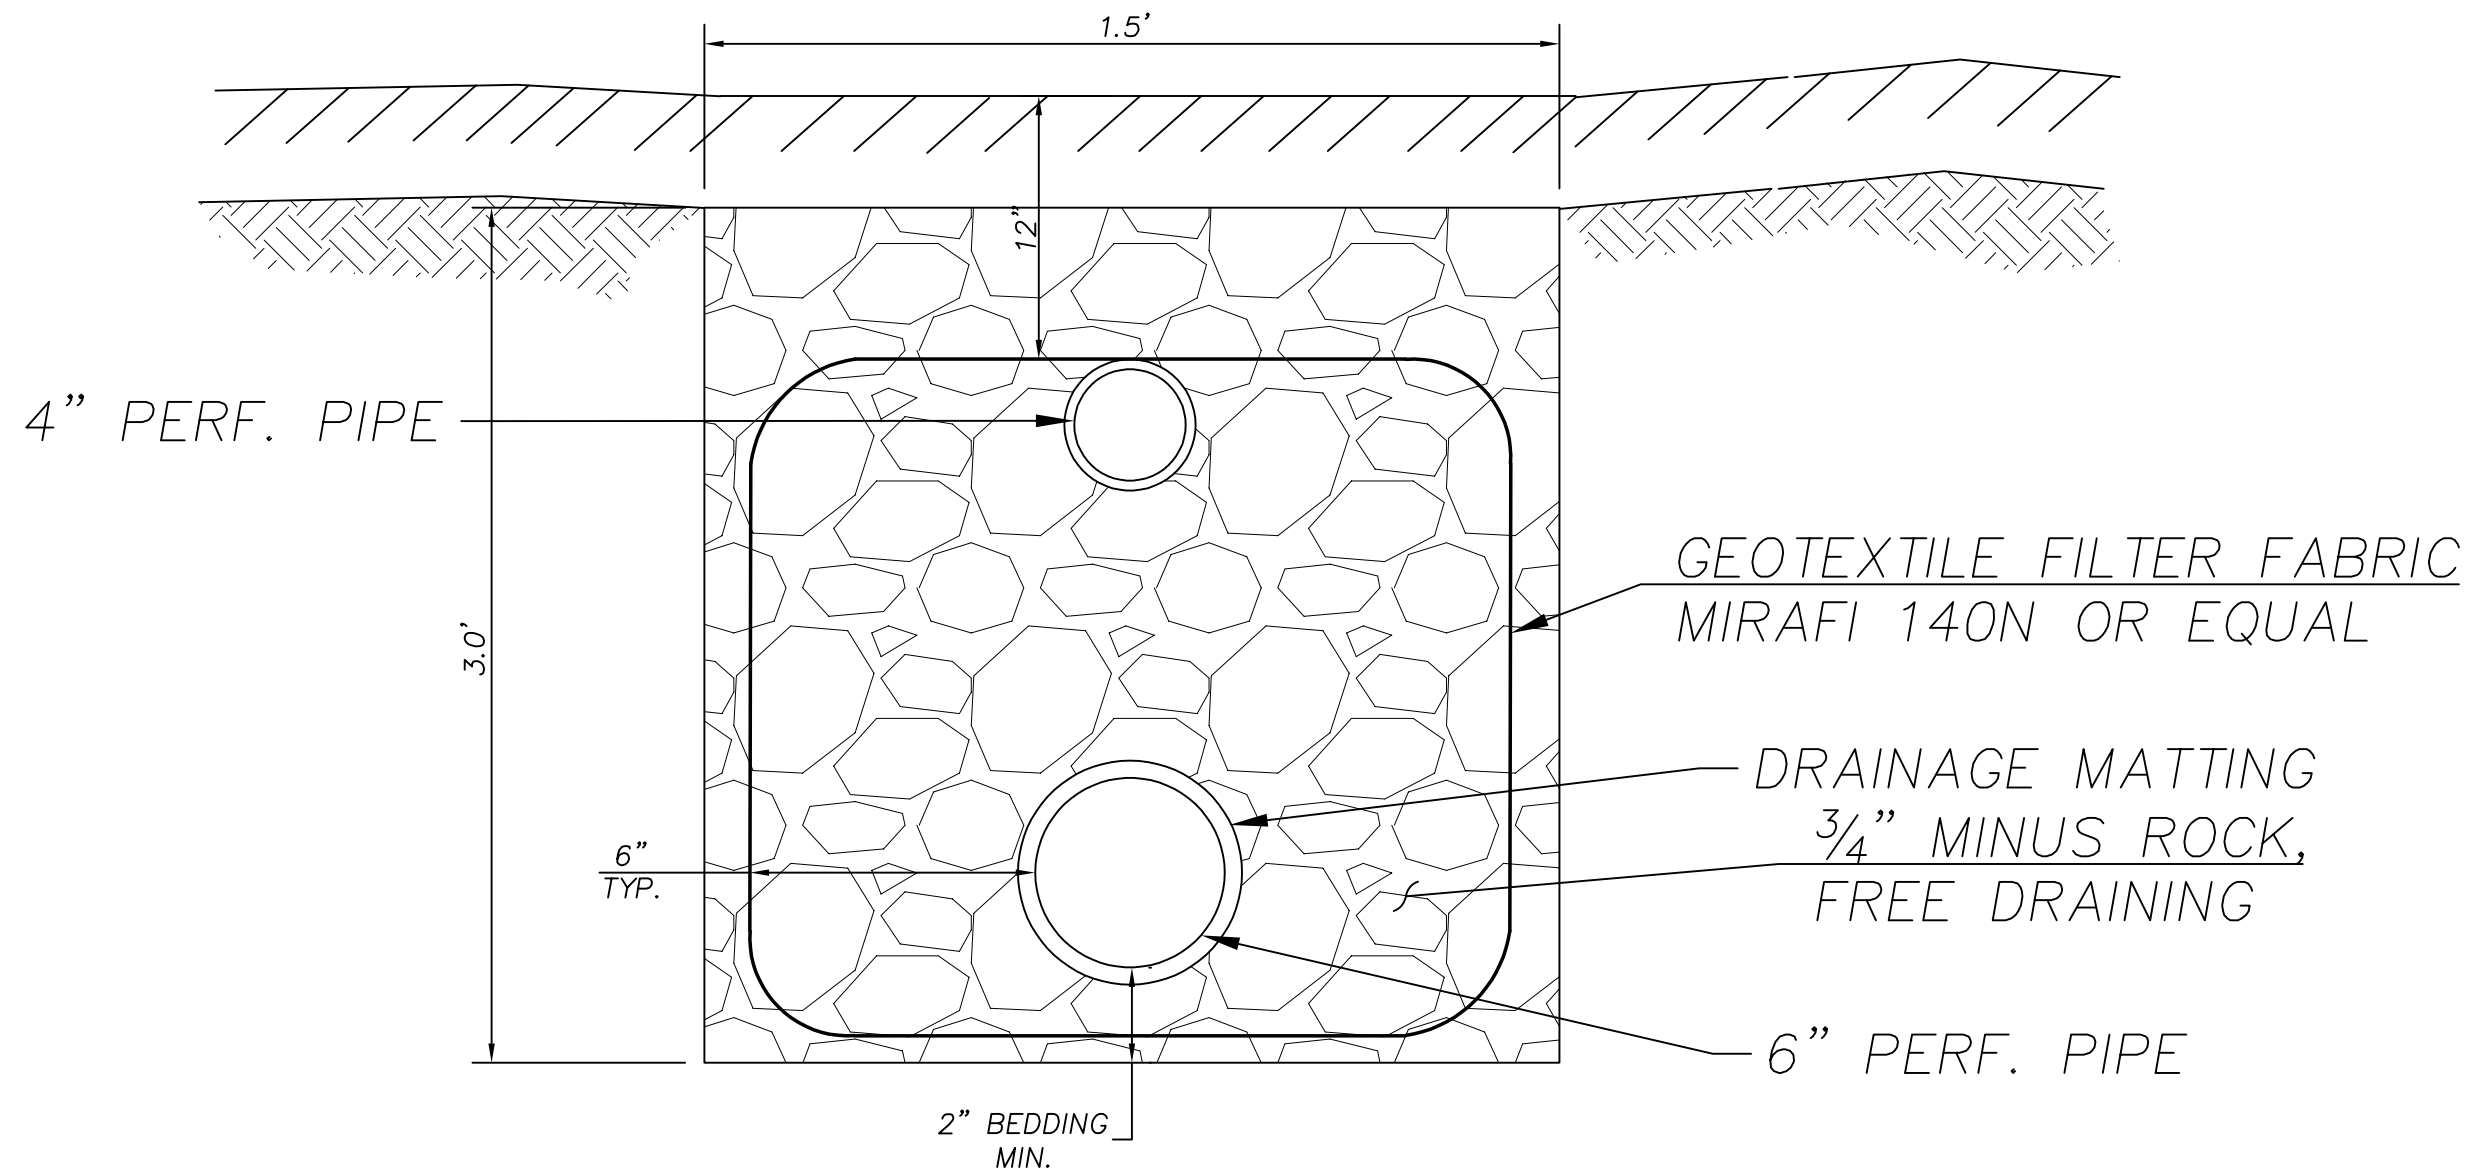 1.5'
12"
4" PERF. PIPE
3.0'
GEOTEXTILE FILTER FABRIC
MIRAFI 140N OR EQUAL
DRAINAGE MATTING
3/4" MINUS ROCK,
FREE DRAINING
6"
TYP.
6" PERF. PIPE
2" BEDDING
MIN.